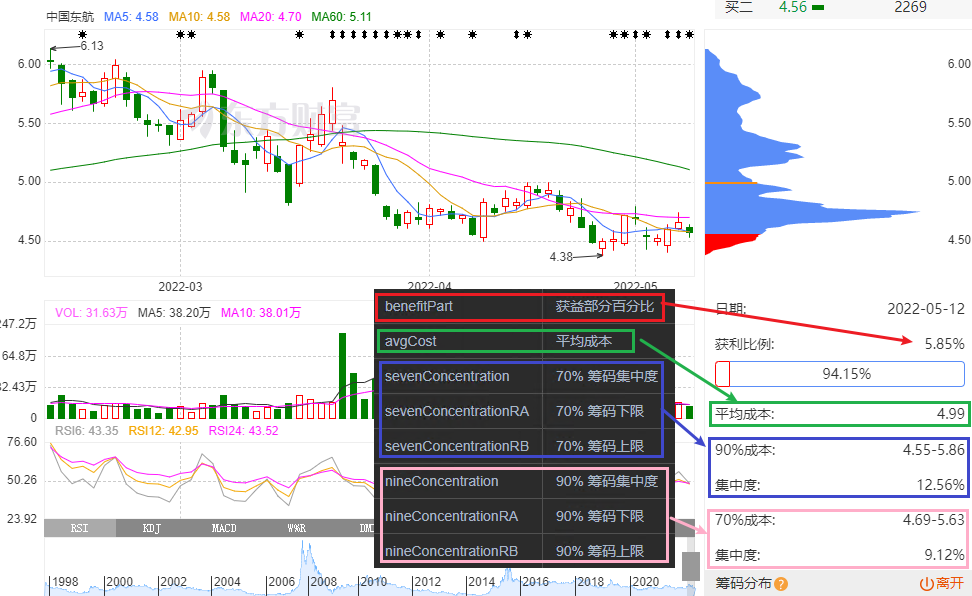 中国东航 MA5: 4.58 MA10: 4.58 MA20: 4.70 MA60: 5.11
买二 4.56 2269
6.13
6.00
5.50
5.00
4.50
4.38
东方财富
2022-03 2022-04 2022-05
6.00
5.50
5.00
4.50
VOL: 31.63万 MA5: 38.20万 MA10: 38.01万
247.2万
64.8万
32.43万
0
RSI6: 43.35 RSI12: 42.95 RSI24: 43.52
76.60
50.26
23.92
RSI KDJ MACD W%R
1998 2000 2002 2004 2006 2008 2010 2012 2014 2016 2018 2020
benefitPart 获益部分百分比
avgCost 平均成本
sevenConcentration 70% 筹码集中度
sevenConcentrationRA 70% 筹码下限
sevenConcentrationRB 70% 筹码上限
nineConcentration 90% 筹码集中度
nineConcentrationRA 90% 筹码下限
nineConcentrationRB 90% 筹码上限
日期: 2022-05-12
获利比例: 5.85%
94.15%
平均成本: 4.99
90%成本: 4.55-5.86
集中度: 12.56%
70%成本: 4.69-5.63
集中度: 9.12%
筹码分布 ? 离开